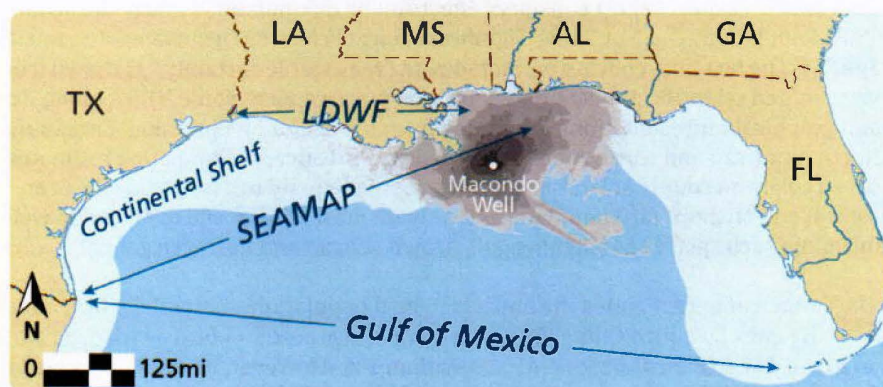 LA
MS
AL
GA
TX
LDWF
FL
Continental Shelf
SEAMAP
Macondo
Well
Gulf of Mexico
N
0
125mi